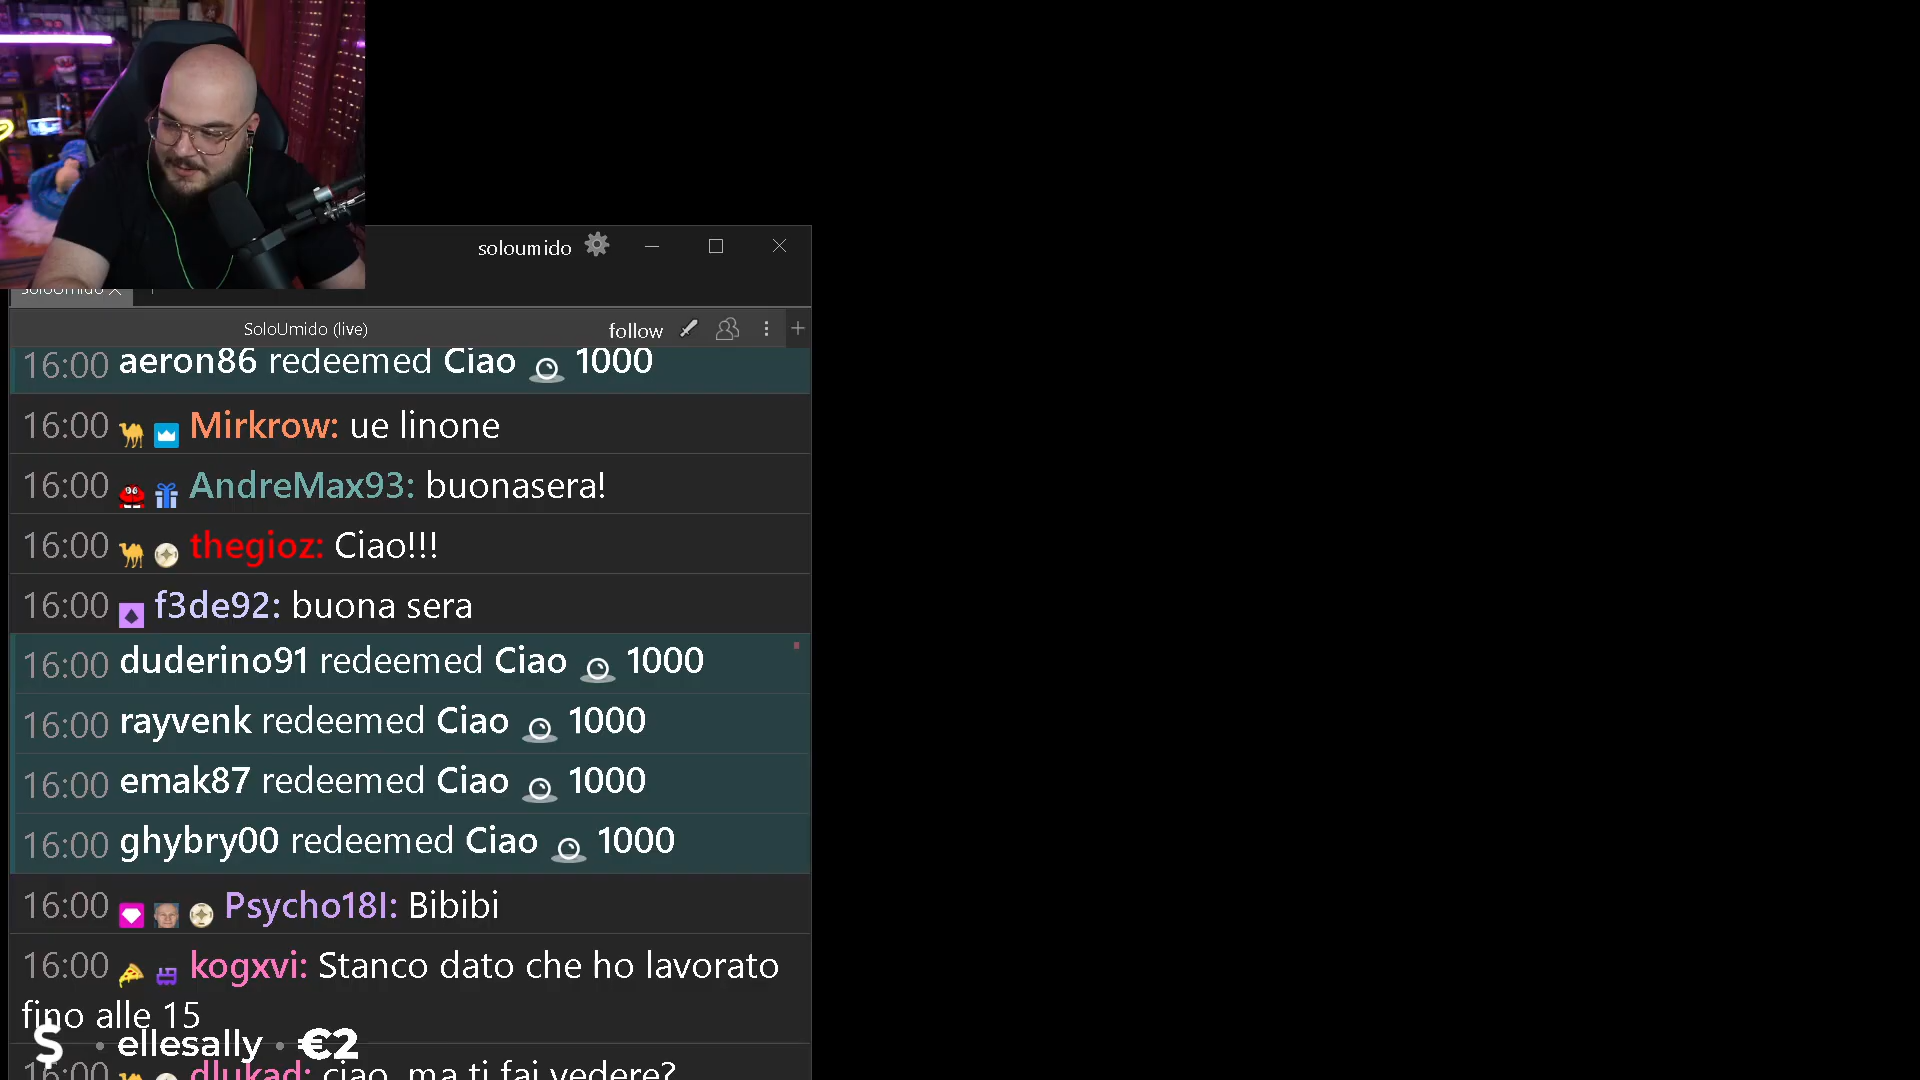 soloumido
SoloUmido
SoloUmido (live) follow
16:00 aeron86 redeemed Ciao 1000
16:00 Mirkrow: ue linone
16:00 AndreMax93: buonasera!
16:00 thegioz: Ciao!!!
16:00 f3de92: buona sera
16:00 duderino91 redeemed Ciao 1000
16:00 rayvenk redeemed Ciao 1000
16:00 emak87 redeemed Ciao 1000
16:00 ghybry00 redeemed Ciao 1000
16:00 Psycho18l: Bibibi
16:00 kogxvi: Stanco dato che ho lavorato
fino alle 15
$ • ellesally • €2
16:00 dlukad: ciao, ma ti fai vedere?